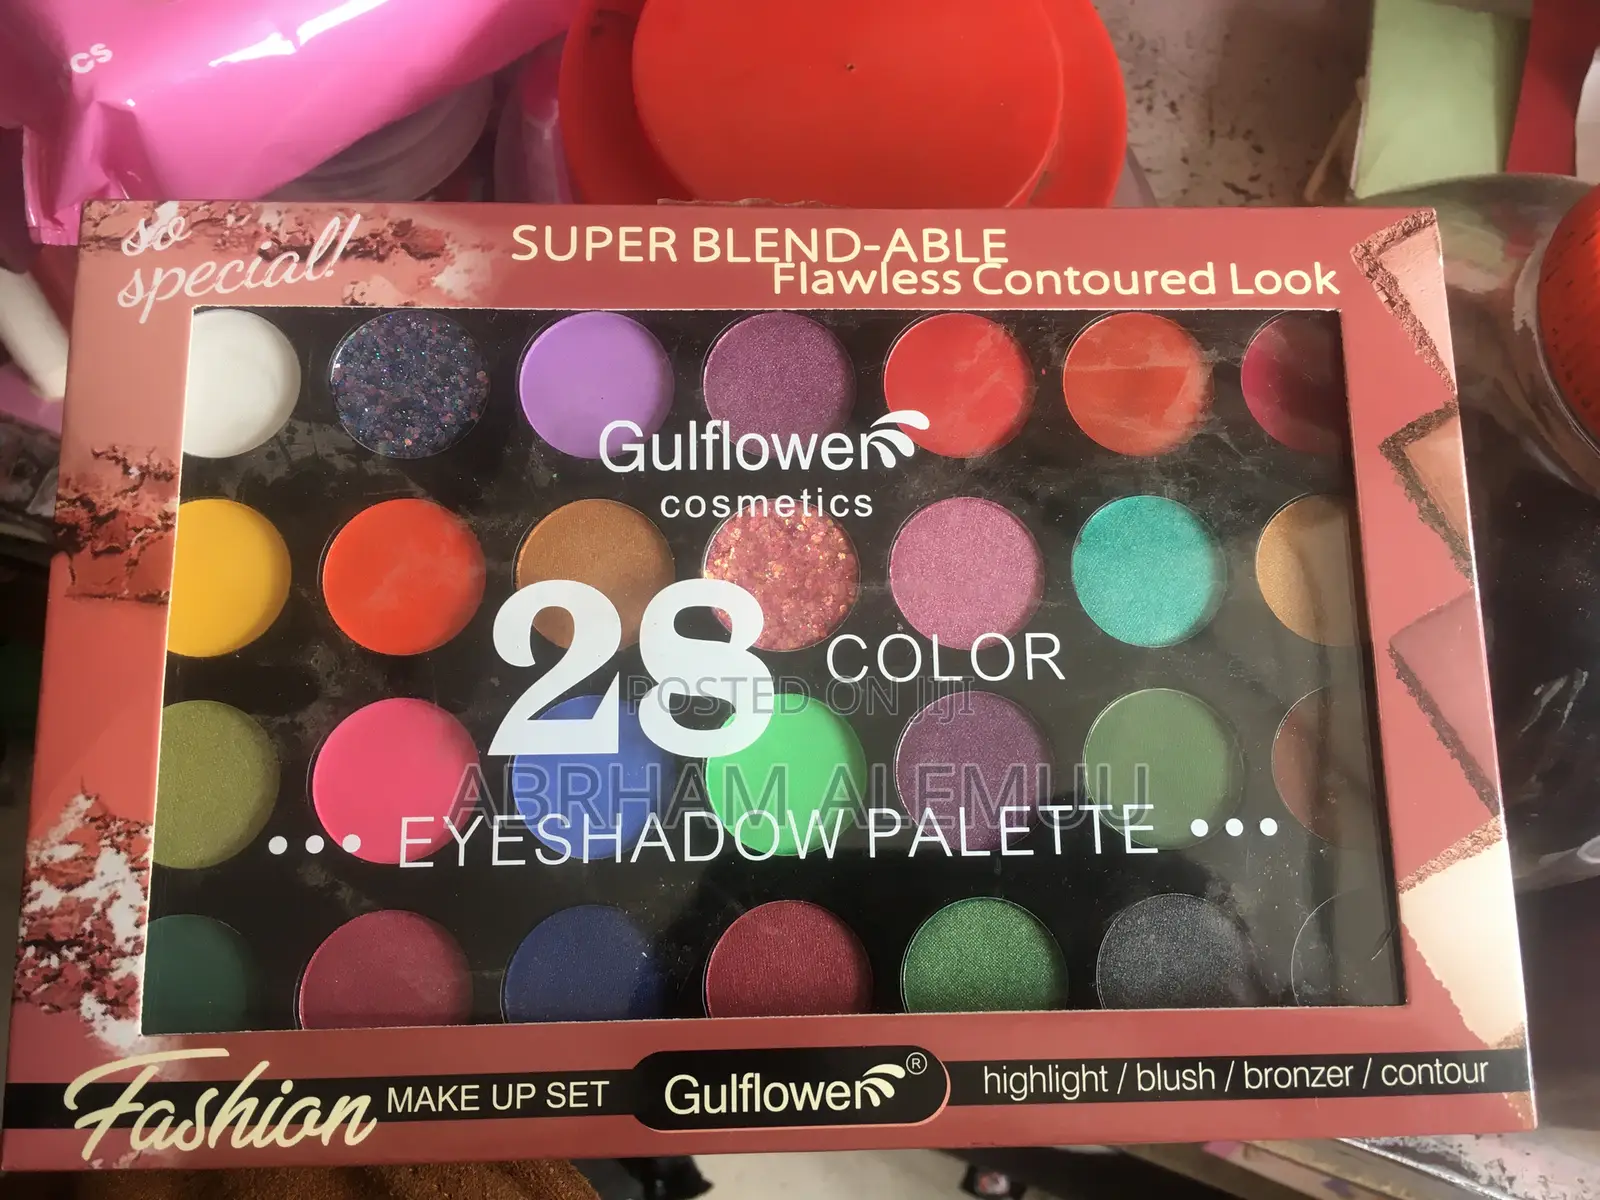 cs
so
special!
SUPER BLEND-ABLE
Flawless Contoured Look
Gulflower
cosmetics
28 COLOR
POSTED ON JIJI
ABRHAM ALEMUU
••• EYESHADOW PALETTE •••
Fashion MAKE UP SET
Gulflower®
highlight / blush / bronzer / contour